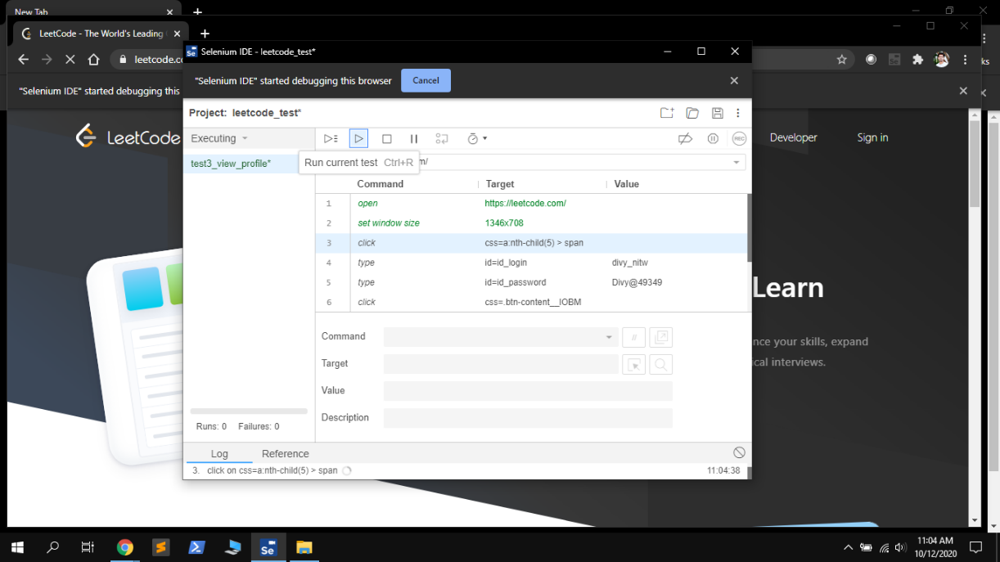 New Tab
LeetCode - The World's Leading
leetcode.co
ks
"Selenium IDE" started debugging this
Selenium IDE - leetcode_test*
"Selenium IDE" started debugging this browser
Cancel
Project: leetcode_test*
LeetCode
Developer
Sign in
Executing
REC
test3_view_profile*
Run current test Ctrl+R
m/
Command Target Value
1 open https://leetcode.com/
2 set window size 1346x708
3 click css=a:nth-child(5) > span
4 type id=id_login divy_nitw
5 type id=id_password Divy@49349
6 click css=.btn-content__IOBM
Learn
nce your skills, expand
ical interviews.
Command
//
Target
Value
Description
Runs: 0 Failures: 0
Log Reference
3. click on css=a:nth-child(5) > span 11:04:38
Se
11:04 AM
10/12/2020